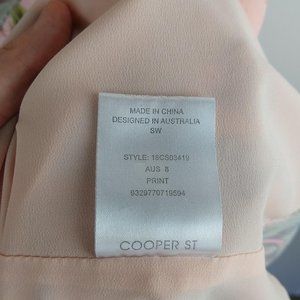 MADE IN CHINA
DESIGNED IN AUSTRALIA
SW
STYLE: 18CS03419
AUS 8
PRINT
9329770719594
COOPER ST